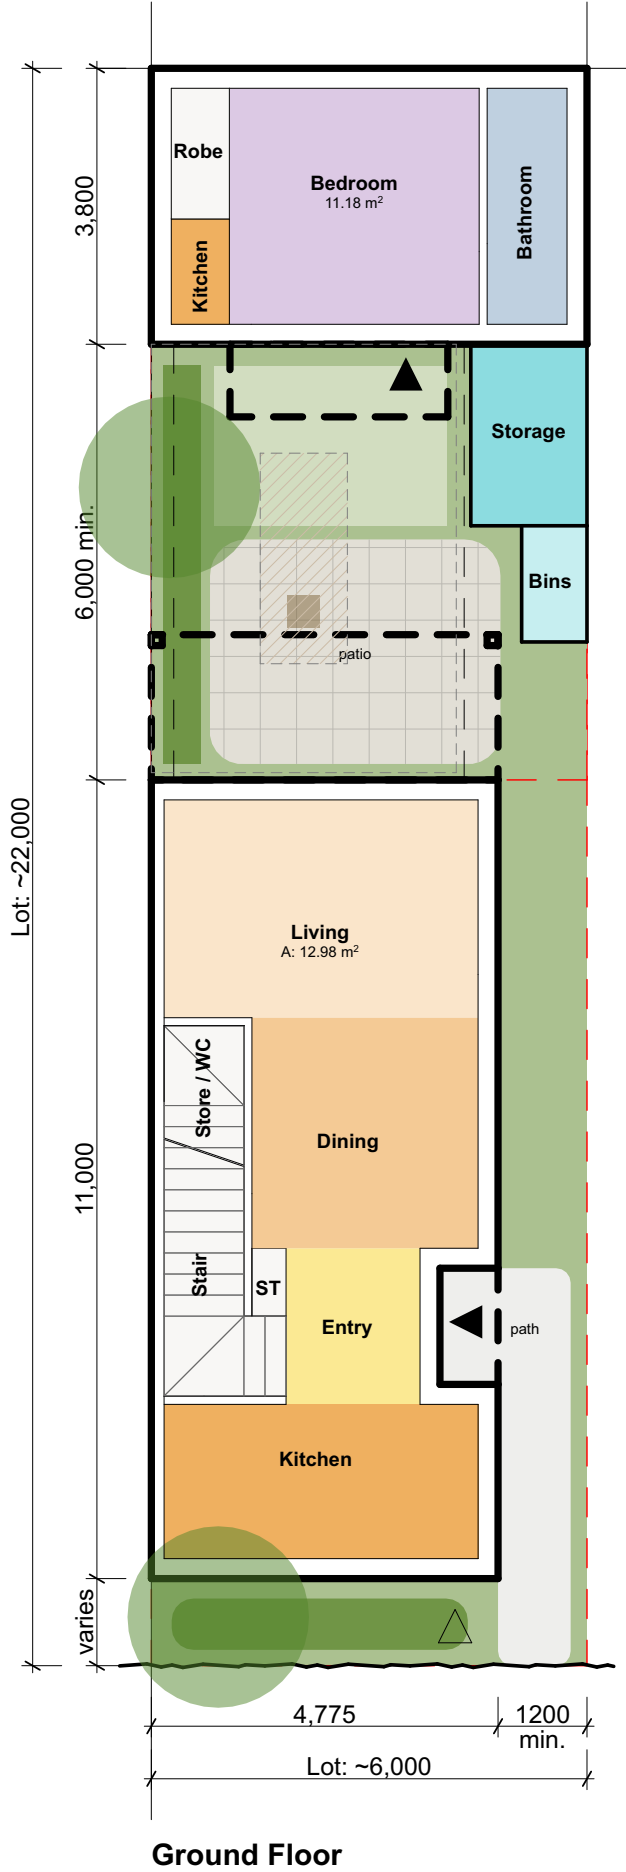 3,800
Robe
Bedroom
11.18 m²
Bathroom
Kitchen
Storage
6,000 min.
Bins
patio
Lot: ~22,000
Living
A: 12.98 m²
Store / WC
Dining
11,000
Stair
ST
Entry
path
Kitchen
varies
4,775
1200
min.
Lot: ~6,000
Ground Floor